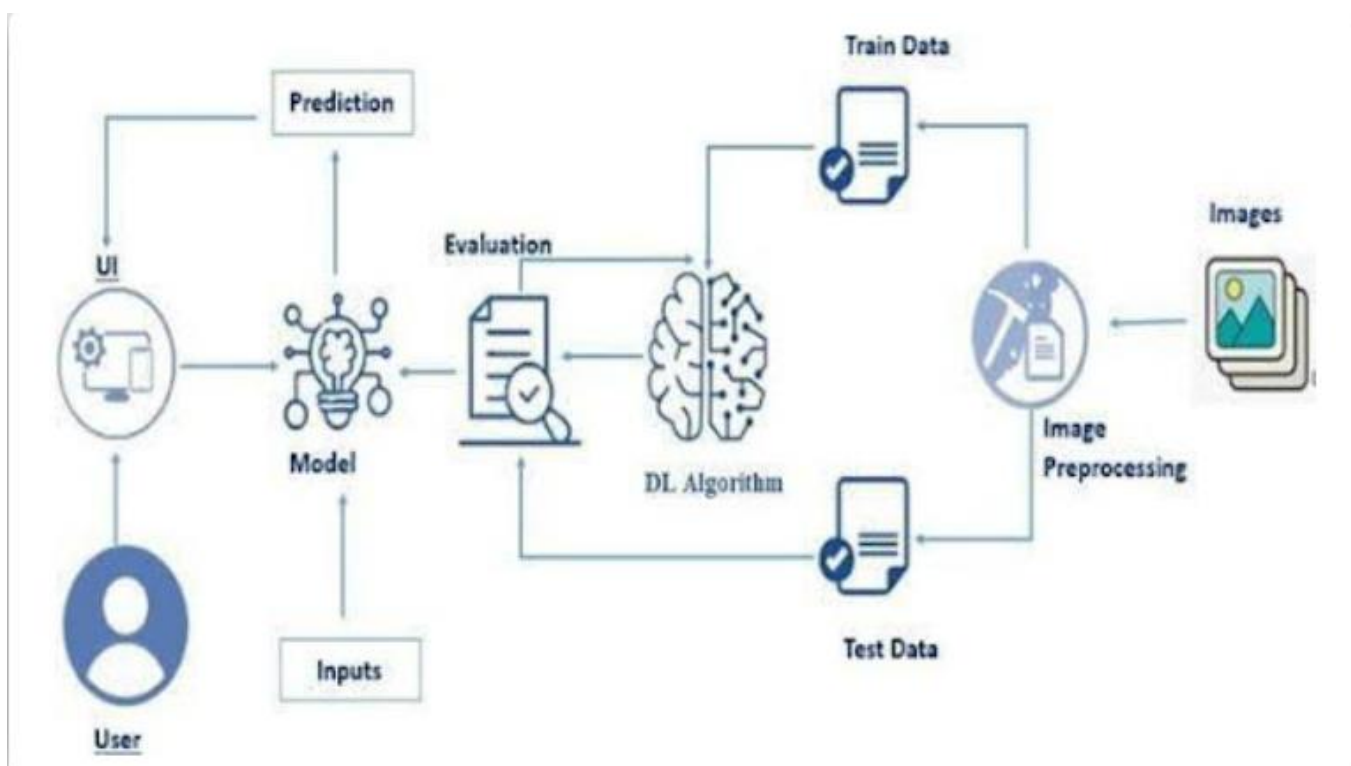 Train Data
Prediction
Images
Evaluation
UI
Image
Preprocessing
Model
DL Algorithm
Test Data
Inputs
User